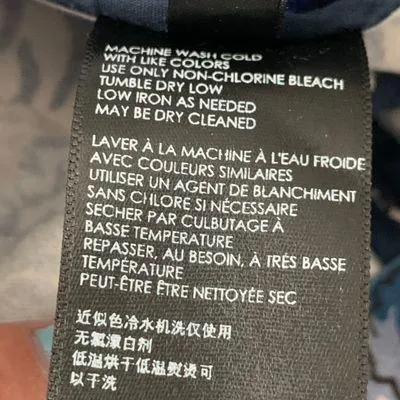 MACHINE WASH COLD
WITH LIKE COLORS
USE ONLY NON-CHLORINE BLEACH
TUMBLE DRY LOW
LOW IRON AS NEEDED
MAY BE DRY CLEANED
LAVER À LA MACHINE À L'EAU FROIDE
AVEC COULEURS SIMILAIRES
UTILISER UN AGENT DE BLANCHIMENT
SANS CHLORE SI NÉCESSAIRE
SECHER PAR CULBUTAGE À
BASSE TEMPERATURE
REPASSER, AU BESOIN, À TRÈS BASSE
TEMPÉRATURE
PEUT-ÊTRE ÊTRE NETTOYÉE SEC
近似色冷水机洗仅使用
无氯漂白剂
低温烘干低温熨烫可
以干洗